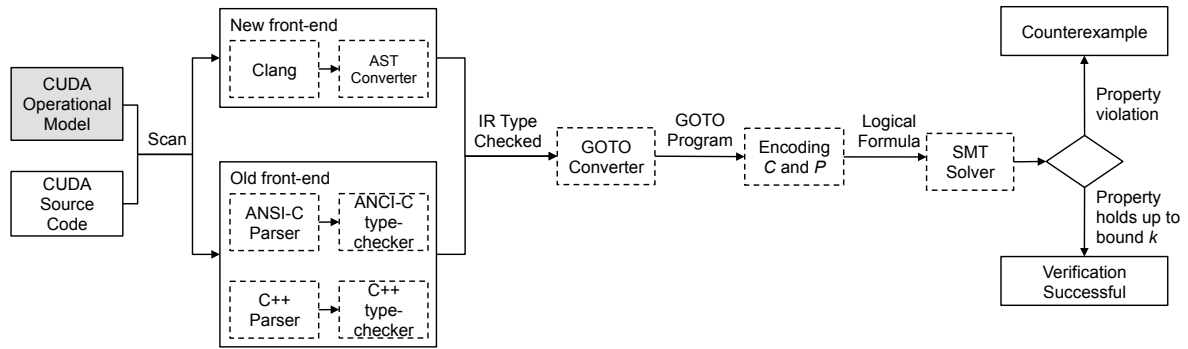 CUDA
Operational
Model
CUDA
Source
Code
Scan
New front-end
Clang
AST
Converter
Old front-end
ANSI-C
Parser
ANCI-C
type-
checker
C++
Parser
C++
type-
checker
IR Type
Checked
GOTO
Converter
GOTO
Program
Encoding
C and P
Logical
Formula
SMT
Solver
Counterexample
Property
violation
Property
holds up to
bound k
Verification
Successful